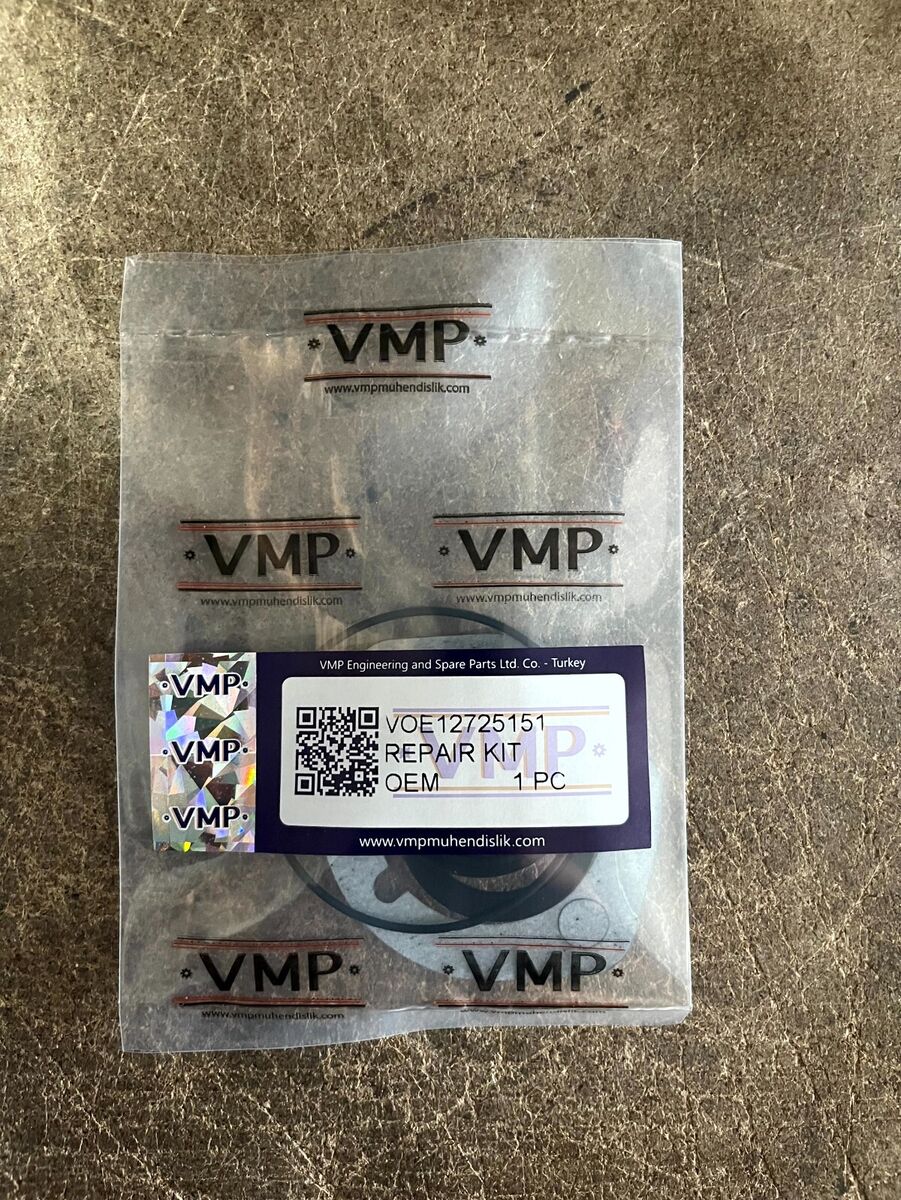 VMP
www.vmpmuhendislik.com
VMP
VMP
www.vmpmuhendislik.com
www.vmpmuhendislik.com
VMP Engineering and Spare Parts Ltd. Co. - Turkey
VMP
VMP
VMP
VOE12725151
REPAIR KIT
OEM 1 PC
VMP
www.vmpmuhendislik.com
VMP
VMP
www.vmpmuhendislik.com
www.vmpmuhendislik.com